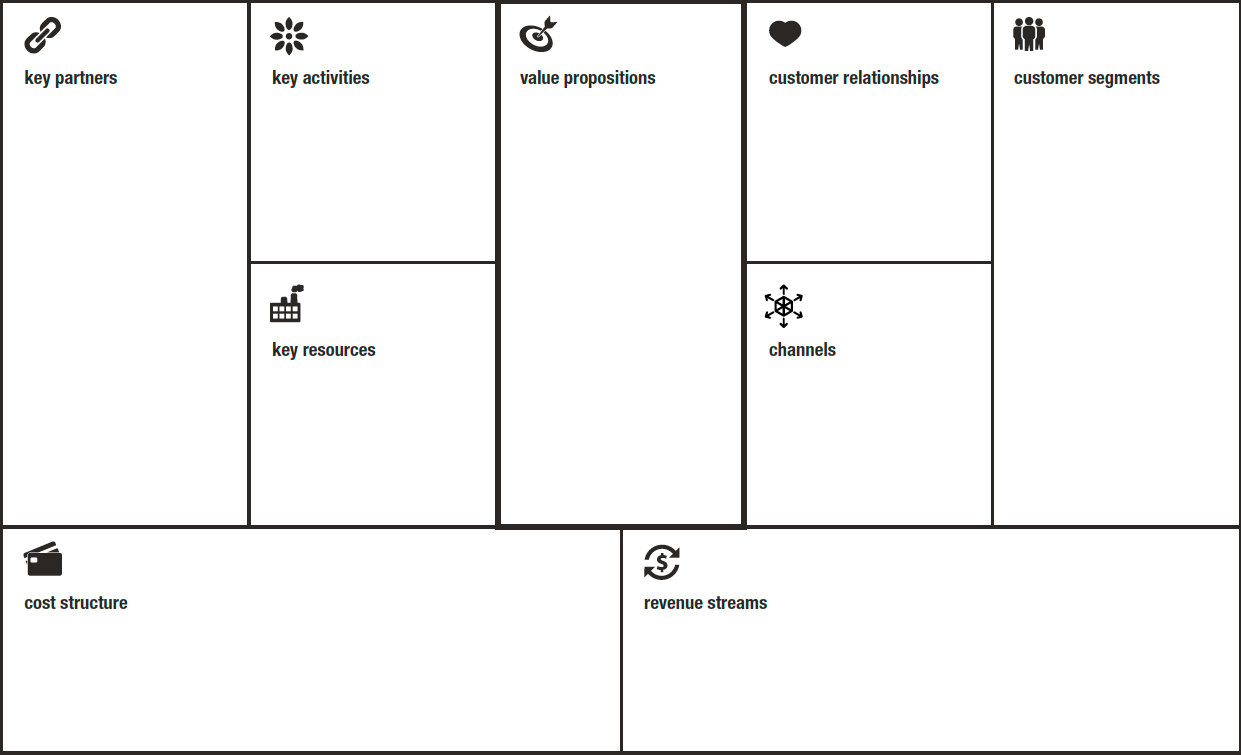 key partners
key activities
value propositions
customer relationships
customer segments
key resources
channels
cost structure
revenue streams